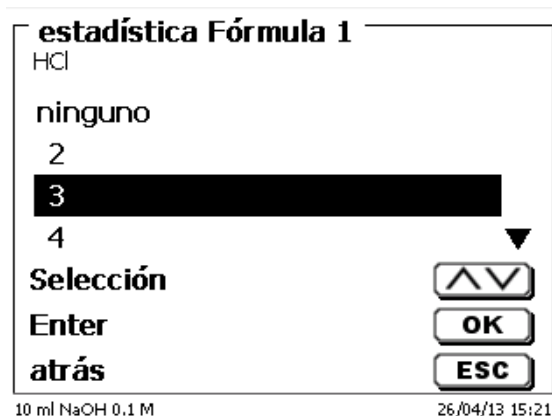 estadística Fórmula 1
HCl
ninguno
2
3
4
Selección
Enter OK
atrás ESC
10 ml NaOH 0.1 M 26/04/13 15:21